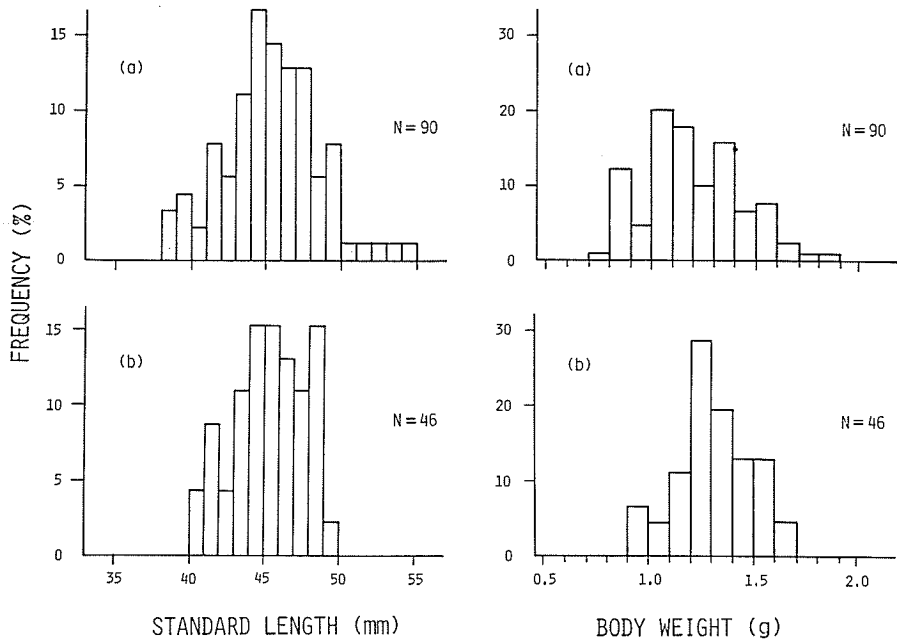 FREQUENCY (%)
15
10
5
0
(a)
N=90
30
20
10
0
(a)
N=90
15
10
5
0
(b)
N=46
35
40
45
50
55
STANDARD LENGTH (mm)
30
20
10
0
(b)
N=46
0.5
1.0
1.5
2.0
BODY WEIGHT (g)